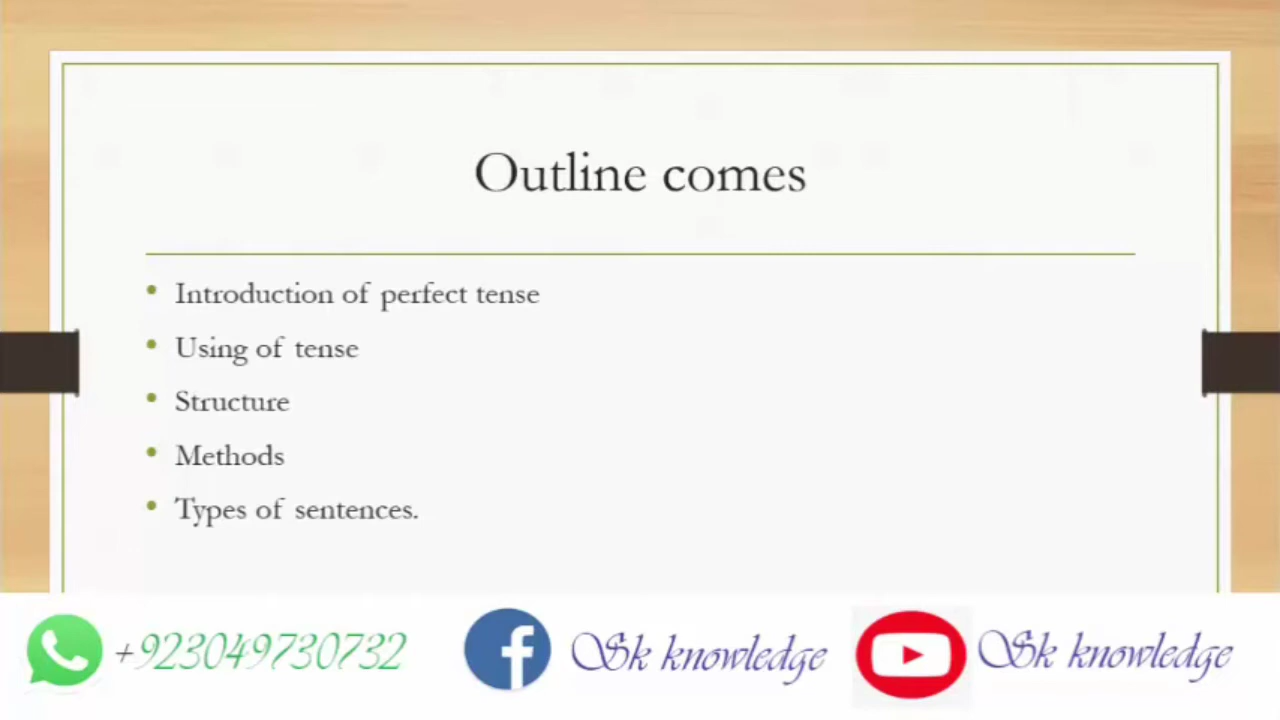 Outline comes
• Introduction of perfect tense
• Using of tense
• Structure
• Methods
• Types of sentences.
+923049730732 Sk knowledge Sk knowledge